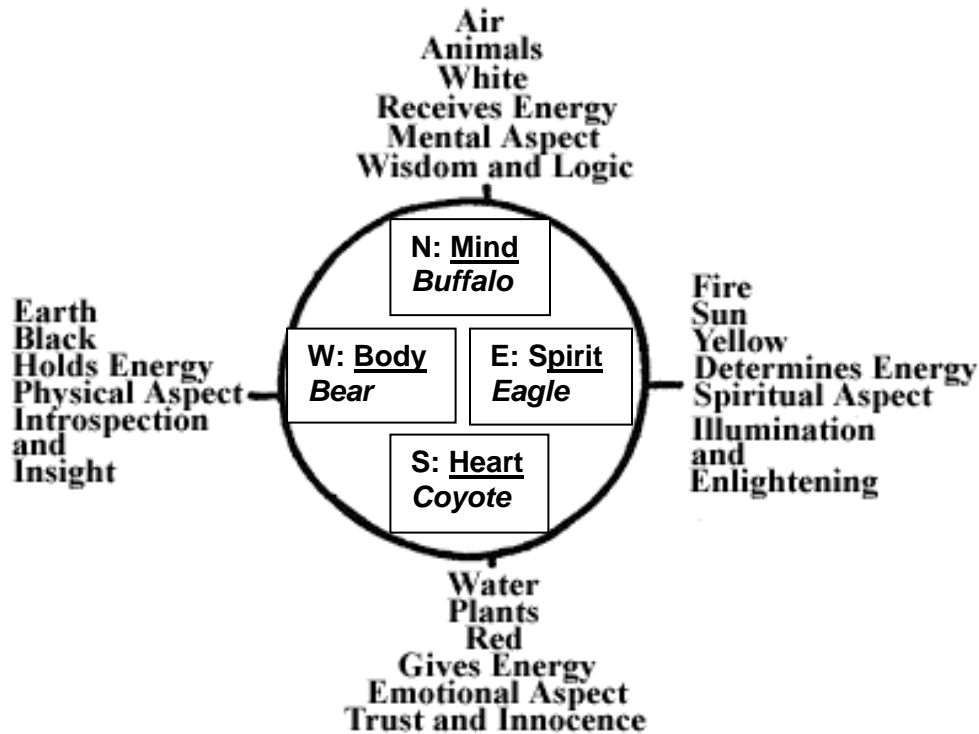 Air
Animals
White
Receives Energy
Mental Aspect
Wisdom and Logic
N: Mind
Buffalo
Earth
Black
Holds Energy
Physical Aspect
Introspection
and
Insight
W: Body
Bear
E: Spirit
Eagle
Fire
Sun
Yellow
Determines Energy
Spiritual Aspect
Illumination
and
Enlightening
S: Heart
Coyote
Water
Plants
Red
Gives Energy
Emotional Aspect
Trust and Innocence